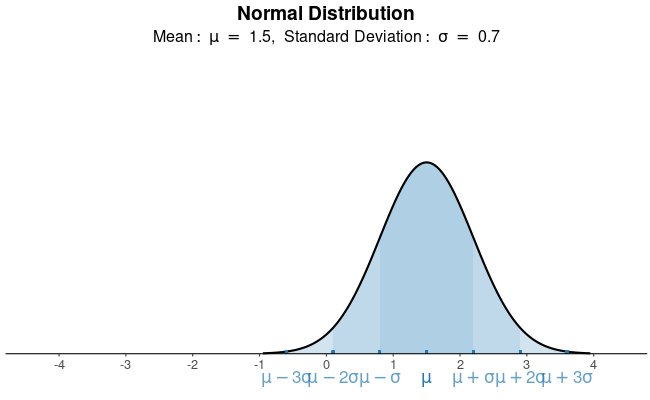 Normal Distribution
Mean: μ = 1.5, Standard Deviation: σ = 0.7
-4 -3 -2 -1 0 1 2 3 4
μ − 3σ μ − 2σ μ − σ μ μ + σ μ + 2σ μ + 3σ